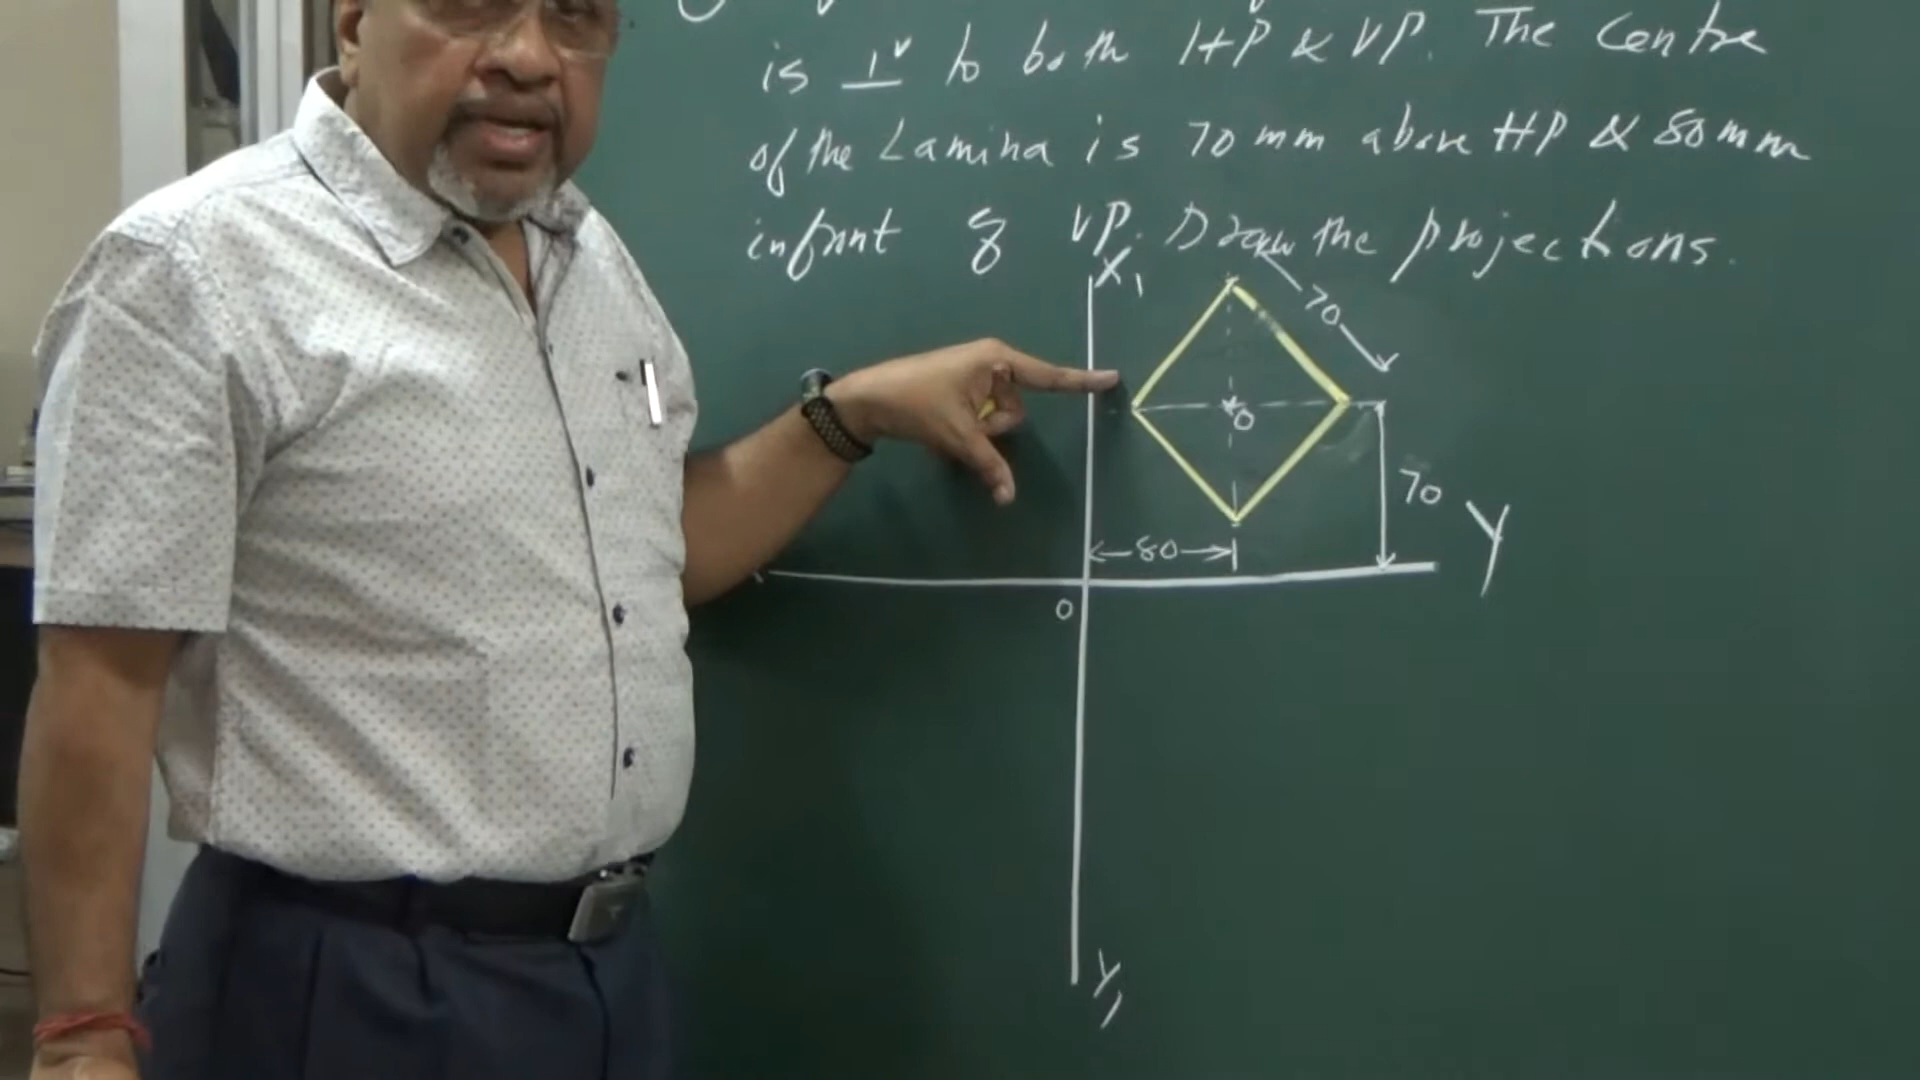 is ⊥ʳ to both HP & VP. The Centre
of the Lamina is 70 mm above HP & 80 mm
infront of VP. Draw the projections.
X₁
70
O
70
Y
80
O
Y₁